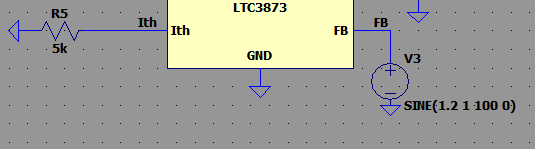 LTC3873
R5
5k
Ith
Ith
FB
FB
GND
V3
SINE(1.2 1 100 0)